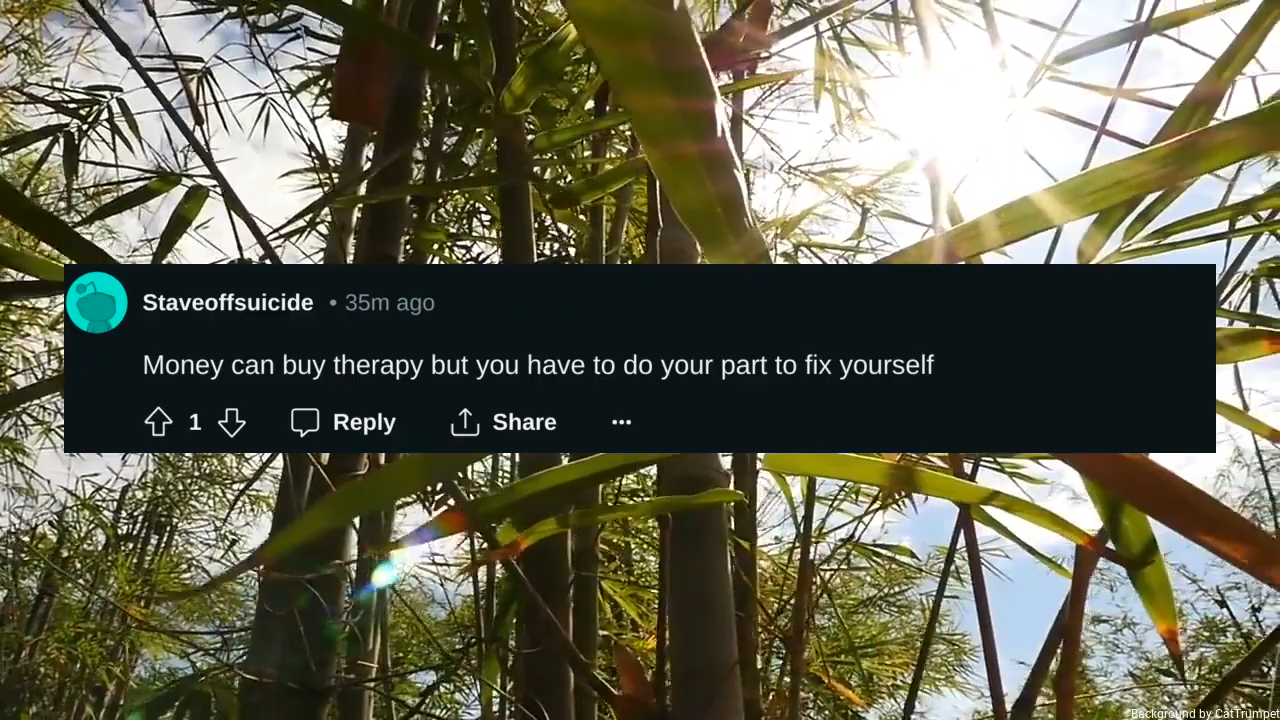 Staveoffsuicide • 35m ago
Money can buy therapy but you have to do your part to fix yourself
1 Reply Share ...
Background by CatTrumpet